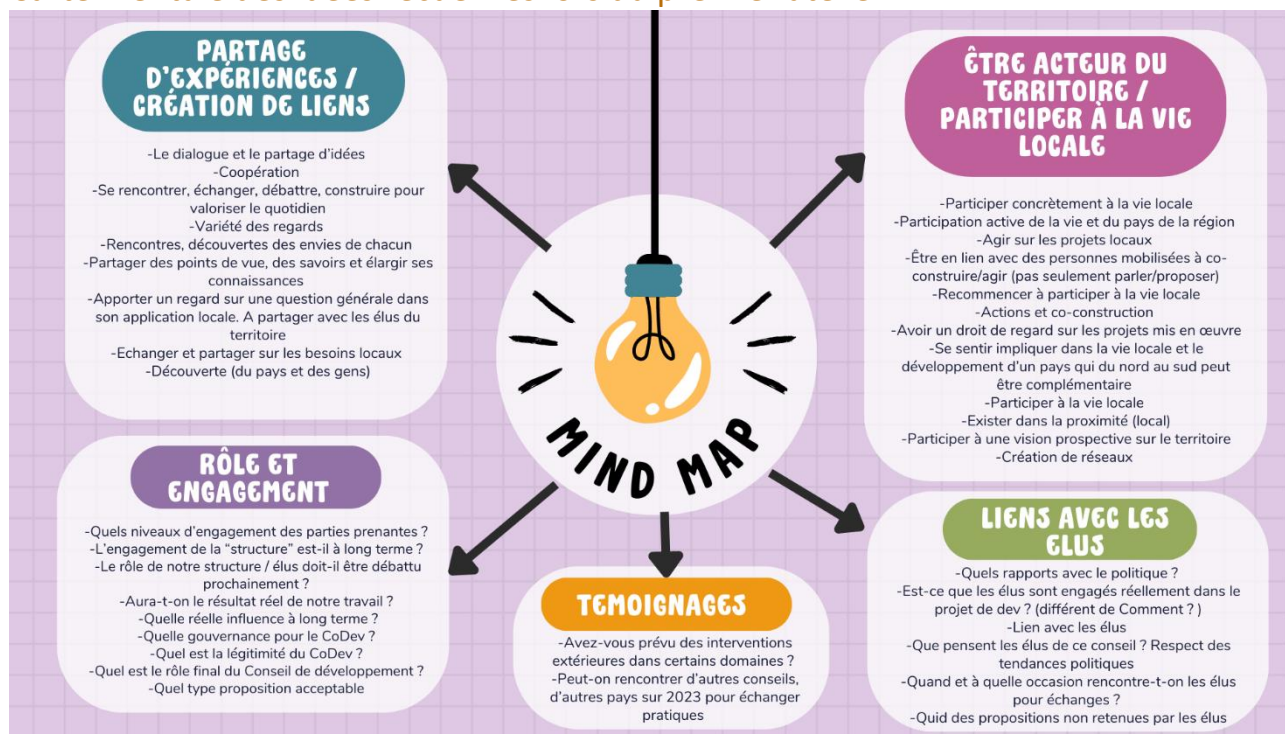 PARTAGE
D'EXPÉRIENCES /
CRÉATION DE LIENS
-Le dialogue et le partage d'idées
-Coopération
-Se rencontrer, échanger, débattre, construire pour
valoriser le quotidien
-Variété des regards
-Rencontres, découvertes des envies de chacun
-Partager des points de vue, des savoirs et élargir ses
connaissances
-Apporter un regard sur une question générale dans
son application locale. A partager avec les élus du
territoire
-Echanger et partager sur les besoins locaux
-Découverte (du pays et des gens)
ÊTRE ACTEUR DU
TERRITOIRE /
PARTICIPER À LA VIE
LOCALE
-Participer concrètement à la vie locale
-Participation active de la vie et du pays de la région
-Agir sur les projets locaux
-Être en lien avec des personnes mobilisées à co-
construire/agir (pas seulement parler/proposer)
-Recommencer à participer à la vie locale
-Actions et co-construction
-Avoir un droit de regard sur les projets mis en œuvre
-Se sentir impliquer dans la vie locale et le
développement d'un pays qui du nord au sud peut
être complémentaire
-Participer à la vie locale
-Exister dans la proximité (local)
-Participer à une vision prospective sur le territoire
-Création de réseaux
MIND MAP
RÔLE ET
ENGAGEMENT
-Quels niveaux d'engagement des parties prenantes ?
-L'engagement de la "structure" est-il à long terme ?
-Le rôle de notre structure / élus doit-il être débattu
prochainement ?
-Aura-t-on le résultat réel de notre travail ?
-Quelle réelle influence à long terme ?
-Quelle gouvernance pour le CoDev ?
-Quel est la légitimité du CoDev ?
-Quel est le rôle final du Conseil de développement ?
-Quel type proposition acceptable
TEMOIGNAGES
-Avez-vous prévu des interventions
extérieures dans certains domaines ?
-Peut-on rencontrer d'autres conseils,
d'autres pays sur 2023 pour échanger
pratiques
LIENS AVEC LES
ELUS
-Quels rapports avec le politique ?
-Est-ce que les élus sont engagés réellement dans le
projet de dev ? (différent de Comment ? )
-Lien avec les élus
-Que pensent les élus de ce conseil ? Respect des
tendances politiques
-Quand et à quelle occasion rencontre-t-on les élus
pour échanges ?
-Quid des propositions non retenues par les élus